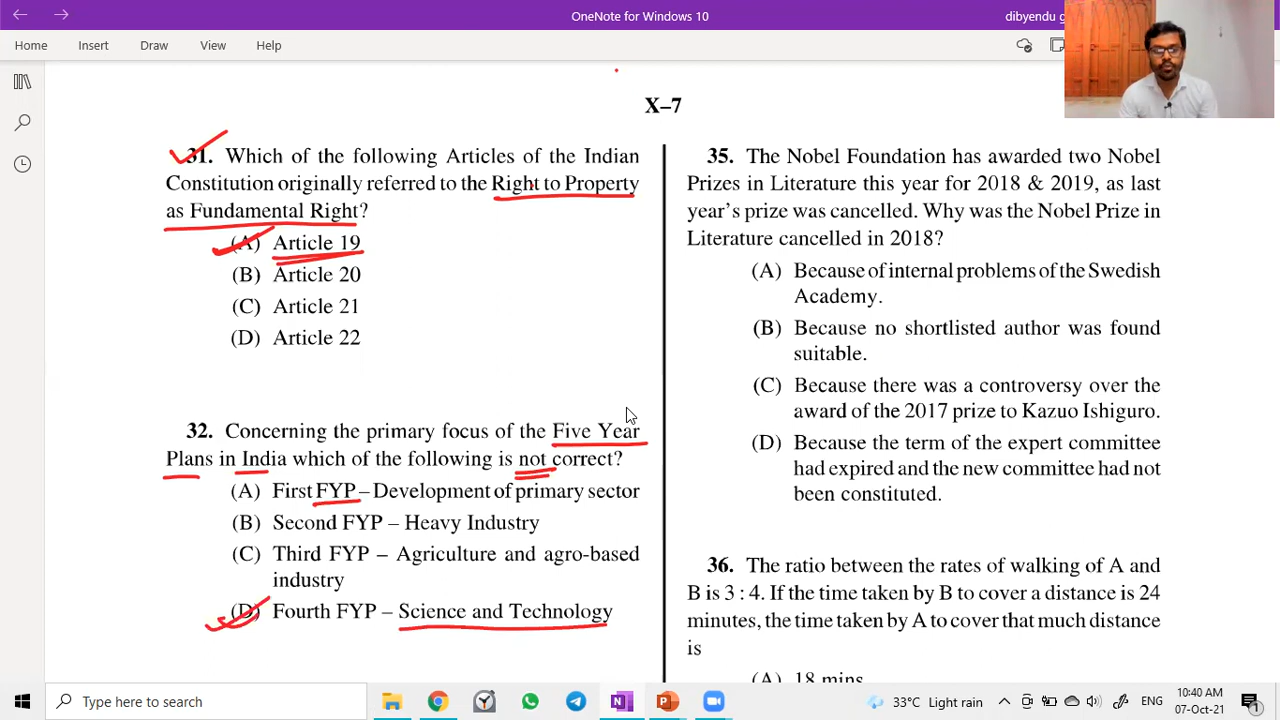 OneNote for Windows 10
dibyendu g
Home
Insert
Draw
View
Help
X–7
31. Which of the following Articles of the Indian
Constitution originally referred to the Right to Property
as Fundamental Right?
(A) Article 19
(B) Article 20
(C) Article 21
(D) Article 22
32. Concerning the primary focus of the Five Year
Plans in India which of the following is not correct?
(A) First FYP – Development of primary sector
(B) Second FYP – Heavy Industry
(C) Third FYP – Agriculture and agro-based
industry
(D) Fourth FYP – Science and Technology
35. The Nobel Foundation has awarded two Nobel
Prizes in Literature this year for 2018 & 2019, as last
year's prize was cancelled. Why was the Nobel Prize in
Literature cancelled in 2018?
(A) Because of internal problems of the Swedish
Academy.
(B) Because no shortlisted author was found
suitable.
(C) Because there was a controversy over the
award of the 2017 prize to Kazuo Ishiguro.
(D) Because the term of the expert committee
had expired and the new committee had not
been constituted.
36. The ratio between the rates of walking of A and
B is 3 : 4. If the time taken by B to cover a distance is 24
minutes, the time taken by A to cover that much distance
is
(A) 18 mins
Type here to search
33°C Light rain
ENG
10:40 AM
07-Oct-21